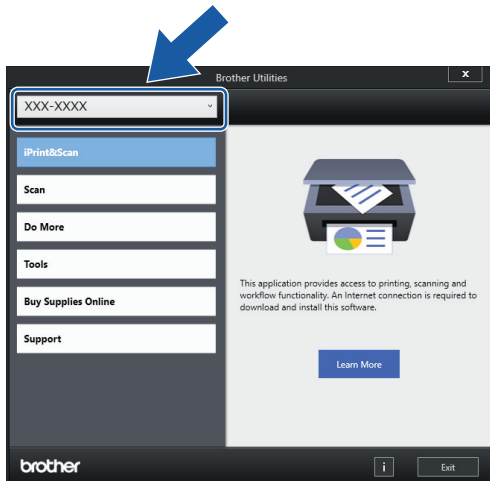 Brother Utilities
x
XXX-XXXX
iPrint&Scan
Scan
Do More
Tools
Buy Supplies Online
Support
This application provides access to printing, scanning and
workflow functionality. An Internet connection is required to
download and install this software.
Learn More
brother
i
Exit